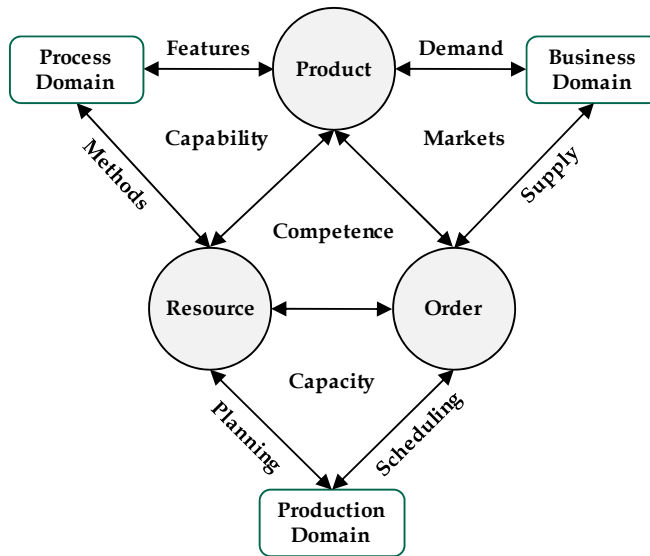 Process
Domain
Features
Product
Demand
Business
Domain
Capability
Markets
Methods
Supply
Competence
Resource
Order
Capacity
Planning
Scheduling
Production
Domain